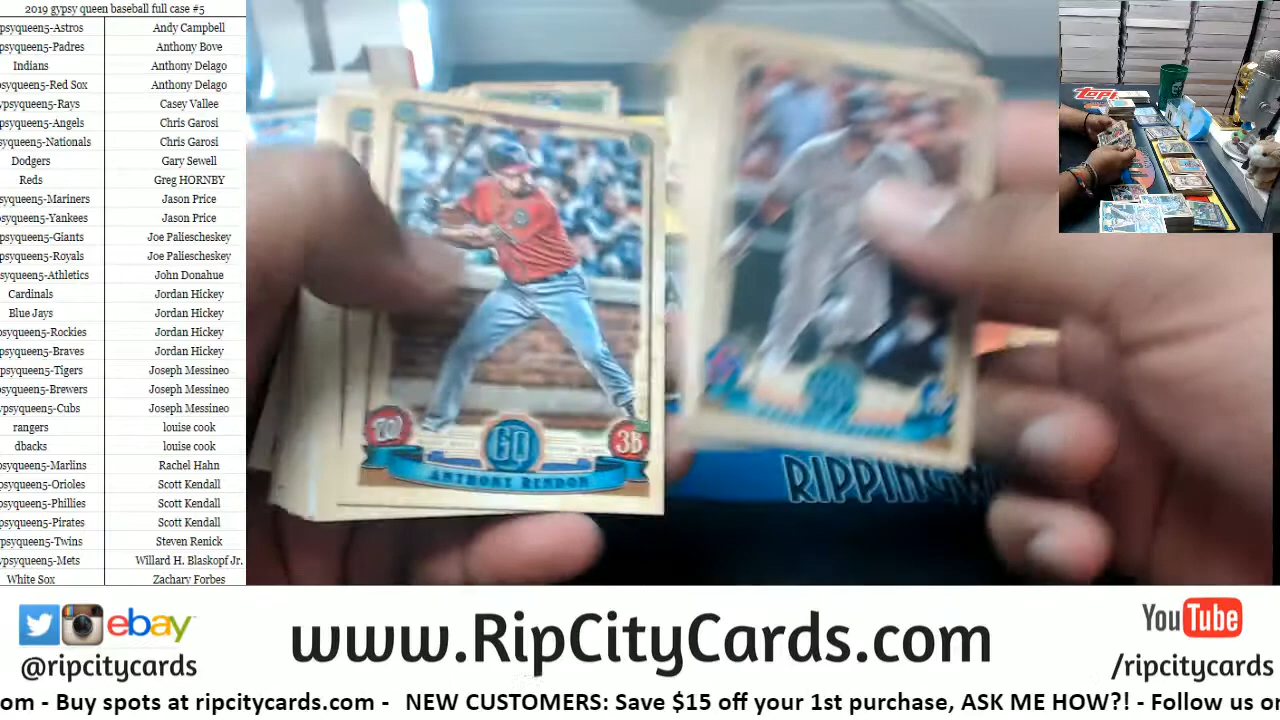 2019 gypsy queen baseball full case #5
psyqueen5-Astros Andy Campbell
psyqueen5-Padres Anthony Bove
Indians Anthony Delago
psyqueen5-Red Sox Anthony Delago
ypsyqueen5-Rays Casey Vallee
psyqueen5-Angels Chris Garosi
psyqueen5-Nationals Chris Garosi
Dodgers Gary Sewell
Reds Greg HORNBY
psyqueen5-Mariners Jason Price
psyqueen5-Yankees Jason Price
psyqueen5-Giants Joe Paliescheskey
psyqueen5-Royals Joe Paliescheskey
psyqueen5-Athletics John Donahue
Cardinals Jordan Hickey
Blue Jays Jordan Hickey
psyqueen5-Rockies Jordan Hickey
psyqueen5-Braves Jordan Hickey
psyqueen5-Tigers Joseph Messineo
psyqueen5-Brewers Joseph Messineo
ypsyqueen5-Cubs Joseph Messineo
rangers louise cook
dbacks louise cook
psyqueen5-Marlins Rachel Hahn
psyqueen5-Orioles Scott Kendall
psyqueen5-Phillies Scott Kendall
psyqueen5-Pirates Scott Kendall
psyqueen5-Twins Steven Renick
ypsyqueen5-Mets Willard H. Blaskopf Jr.
White Sox Zachary Forbes
topps
GQ
3B
ANTHONY RENDON
RIPPIN
ebay
@ripcitycards
www.RipCityCards.com
YouTube
/ripcitycards
om - Buy spots at ripcitycards.com - NEW CUSTOMERS: Save $15 off your 1st purchase, ASK ME HOW?! - Follow us o